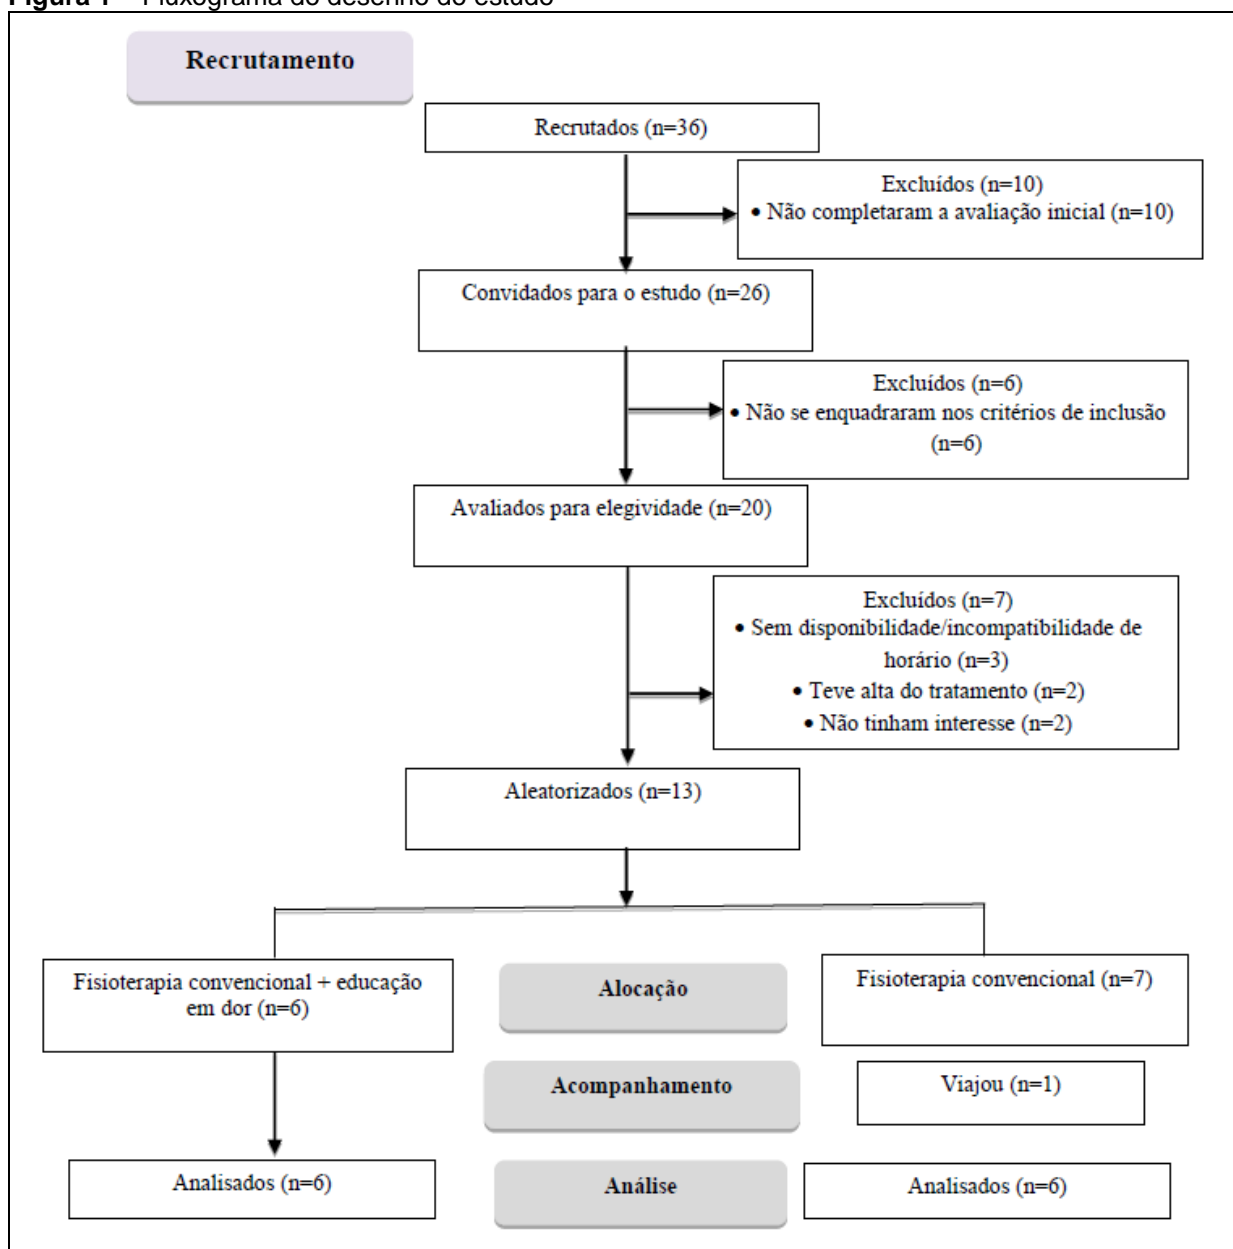 Figura 1 – Fluxograma do desenho do estudo
Recrutamento
Recrutados (n=36)
Excluídos (n=10)
• Não completaram a avaliação inicial (n=10)
Convidados para o estudo (n=26)
Excluídos (n=6)
• Não se enquadraram nos critérios de inclusão
(n=6)
Avaliados para elegividade (n=20)
Excluídos (n=7)
• Sem disponibilidade/incompatibilidade de
horário (n=3)
• Teve alta do tratamento (n=2)
• Não tinham interesse (n=2)
Aleatorizados (n=13)
Fisioterapia convencional + educação
em dor (n=6)
Alocação
Fisioterapia convencional (n=7)
Acompanhamento
Viajou (n=1)
Analisados (n=6)
Análise
Analisados (n=6)